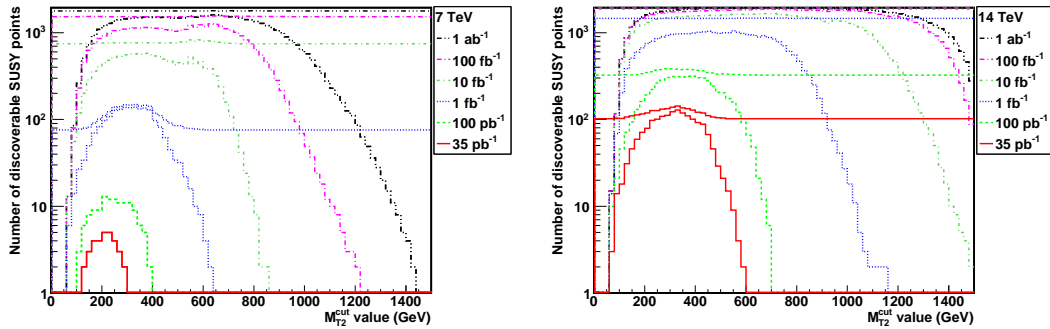 Number of discoverable SUSY points
10³
10²
10
1
0 200 400 600 800 1000 1200 1400
M_T2^cut value (GeV)
7 TeV
1 ab⁻¹
100 fb⁻¹
10 fb⁻¹
1 fb⁻¹
100 pb⁻¹
35 pb⁻¹
Number of discoverable SUSY points
10³
10²
10
1
0 200 400 600 800 1000 1200 1400
M_T2^cut value (GeV)
14 TeV
1 ab⁻¹
100 fb⁻¹
10 fb⁻¹
1 fb⁻¹
100 pb⁻¹
35 pb⁻¹